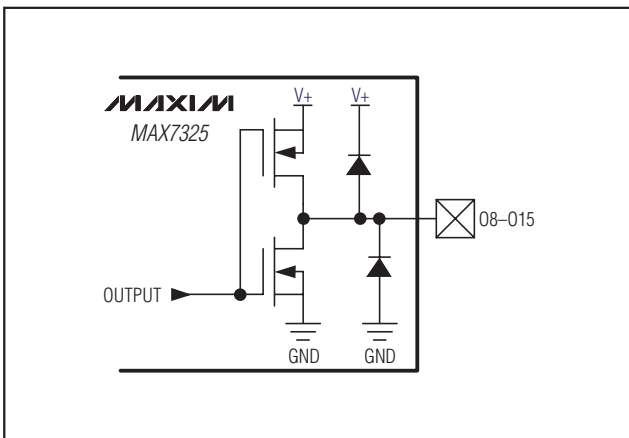 V+ V+
MAXIM
MAX7325
O8–O15
OUTPUT
GND GND